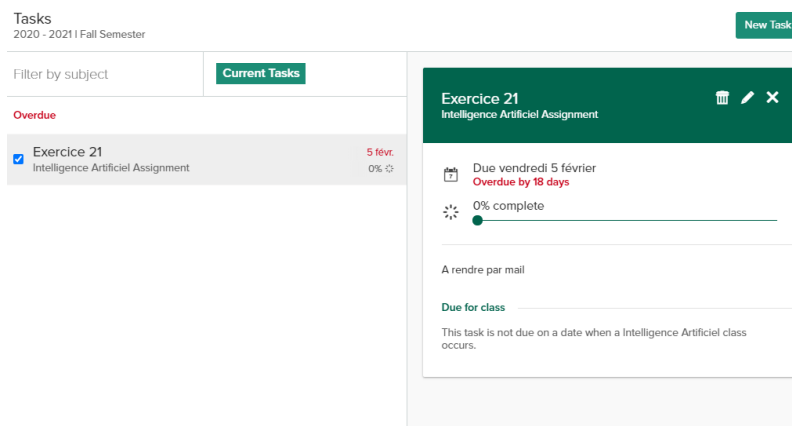 Tasks
2020 - 2021 | Fall Semester
New Task
Filter by subject
Current Tasks
Overdue
Exercice 21
5 févr.
Intelligence Artificiel Assignment
0%
Exercice 21
Intelligence Artificiel Assignment
7
Due vendredi 5 février
Overdue by 18 days
0% complete
A rendre par mail
Due for class
This task is not due on a date when a Intelligence Artificiel class
occurs.